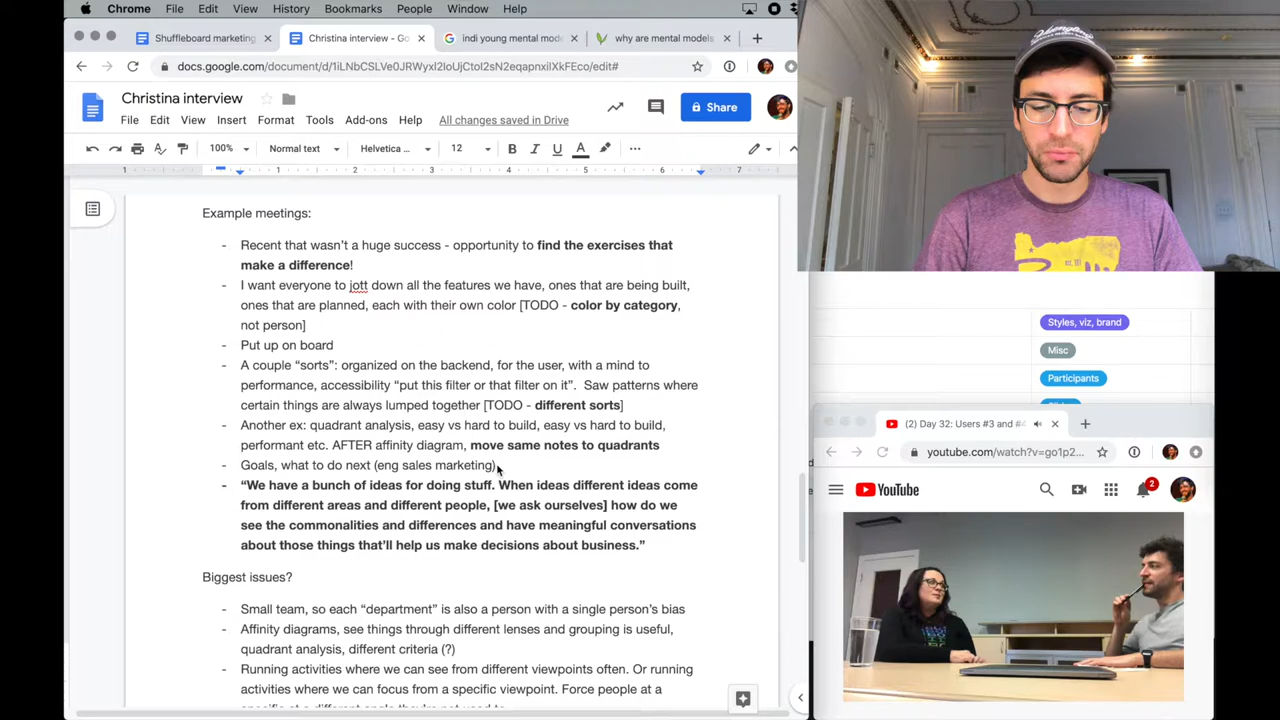 Chrome File Edit View History Bookmarks People Window Help
Shuffleboard marketing
Christina interview - Go
indi young mental mode
why are mental models
docs.google.com/document/d/1iLNbCSLVe0JRWyxI2IoUjCtoI2sN2eqapnxiIXkFEco/edit#
Christina interview
File Edit View Insert Format Tools Add-ons Help All changes saved in Drive
Share
100% Normal text Helvetica ... 12 B I U A
1 1 2 3 4 5 6 7
Example meetings:
- Recent that wasn't a huge success - opportunity to find the exercises that
make a difference!
- I want everyone to jott down all the features we have, ones that are being built,
ones that are planned, each with their own color [TODO - color by category,
not person]
- Put up on board
- A couple "sorts": organized on the backend, for the user, with a mind to
performance, accessibility "put this filter or that filter on it". Saw patterns where
certain things are always lumped together [TODO - different sorts]
- Another ex: quadrant analysis, easy vs hard to build, easy vs hard to build,
performant etc. AFTER affinity diagram, move same notes to quadrants
- Goals, what to do next (eng sales marketing)
- "We have a bunch of ideas for doing stuff. When ideas different ideas come
from different areas and different people, [we ask ourselves] how do we
see the commonalities and differences and have meaningful conversations
about those things that'll help us make decisions about business."
Biggest issues?
- Small team, so each "department" is also a person with a single person's bias
- Affinity diagrams, see things through different lenses and grouping is useful,
quadrant analysis, different criteria (?)
- Running activities where we can see from different viewpoints often. Or running
activities where we can focus from a specific viewpoint. Force people at a
Styles, viz, brand
Misc
Participants
(2) Day 32: Users #3 and #4
youtube.com/watch?v=go1p2...
YouTube
2